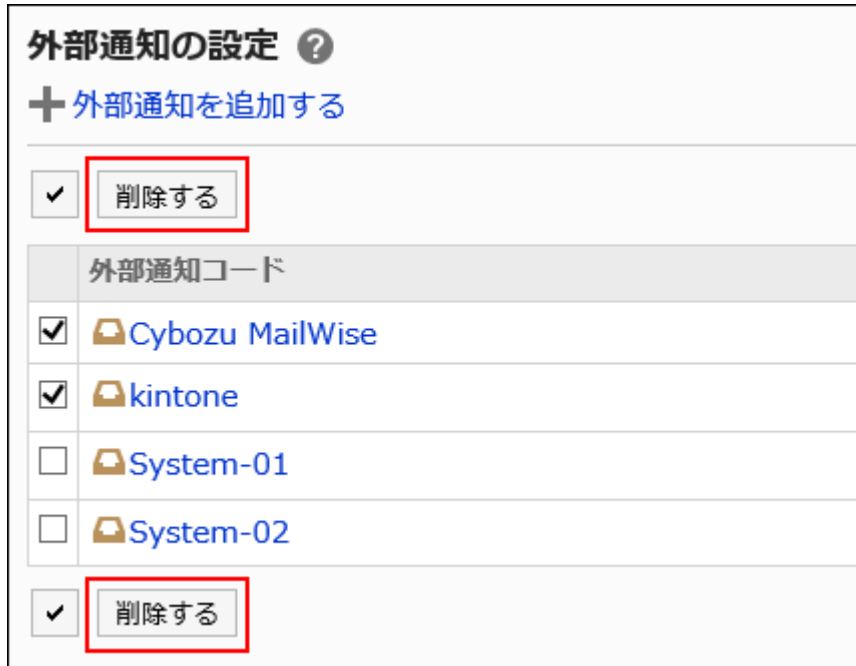 外部通知の設定 ?
外部通知を追加する
削除する
外部通知コード
Cybozu MailWise
kintone
System-01
System-02
削除する